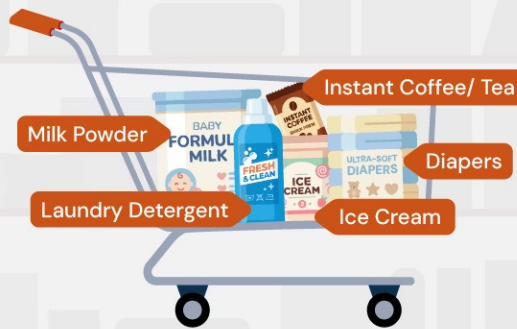 Instant Coffee/ Tea
INSTANT
COFFEE
Milk Powder
BABY
FORMUL
MILK
FRESH
& CLEAN
ICE
CREAM
ULTRA-SOFT
DIAPERS
Diapers
Laundry Detergent
Ice Cream